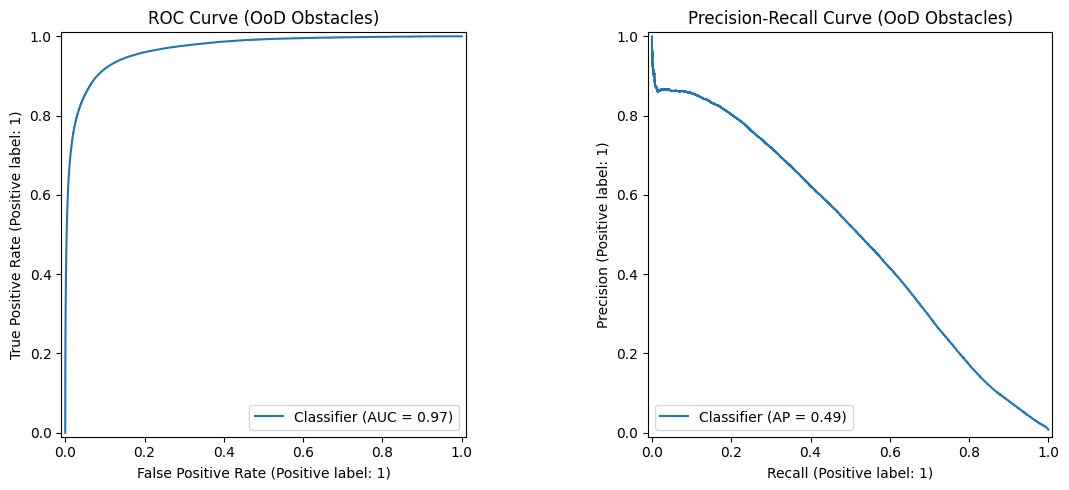 ROC Curve (OoD Obstacles)
True Positive Rate (Positive label: 1)
1.0
0.8
0.6
0.4
0.2
0.0
0.0 0.2 0.4 0.6 0.8 1.0
False Positive Rate (Positive label: 1)
Classifier (AUC = 0.97)
Precision-Recall Curve (OoD Obstacles)
Precision (Positive label: 1)
1.0
0.8
0.6
0.4
0.2
0.0
0.0 0.2 0.4 0.6 0.8 1.0
Recall (Positive label: 1)
Classifier (AP = 0.49)